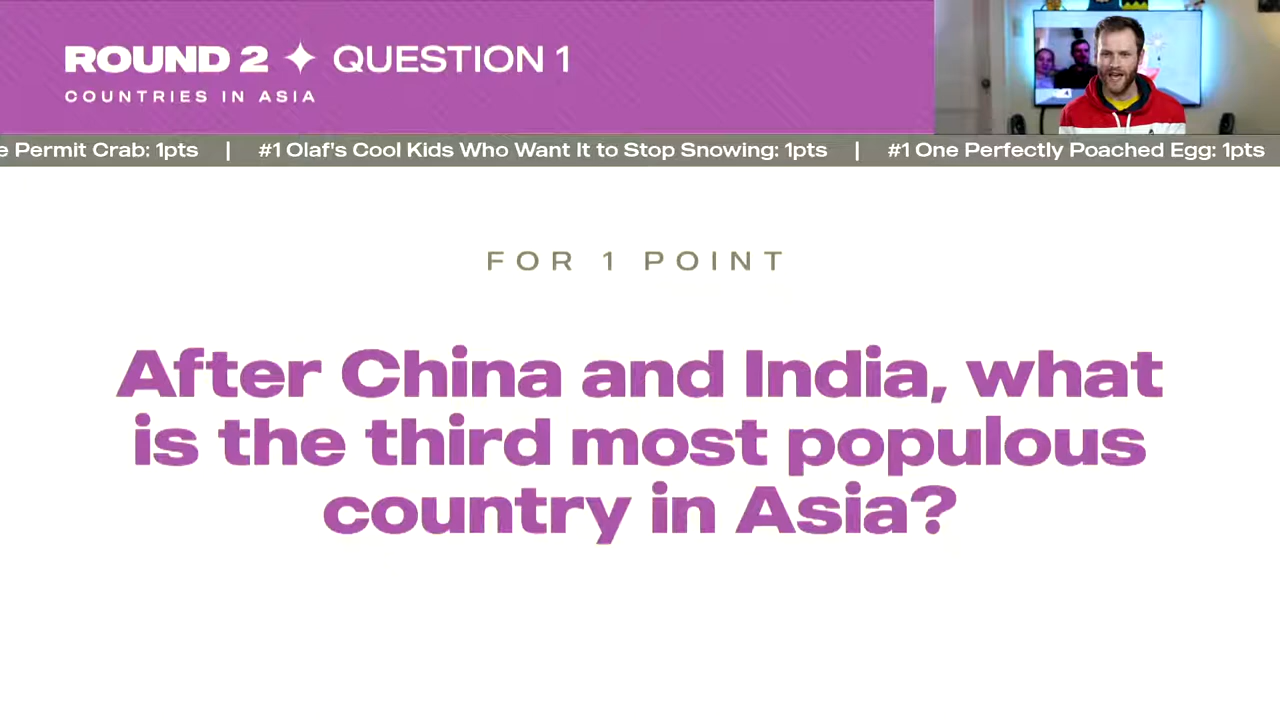 ROUND 2 ✦ QUESTION 1
COUNTRIES IN ASIA
e Permit Crab: 1pts | #1 Olaf's Cool Kids Who Want It to Stop Snowing: 1pts | #1 One Perfectly Poached Egg: 1pts
FOR 1 POINT
After China and India, what
is the third most populous
country in Asia?